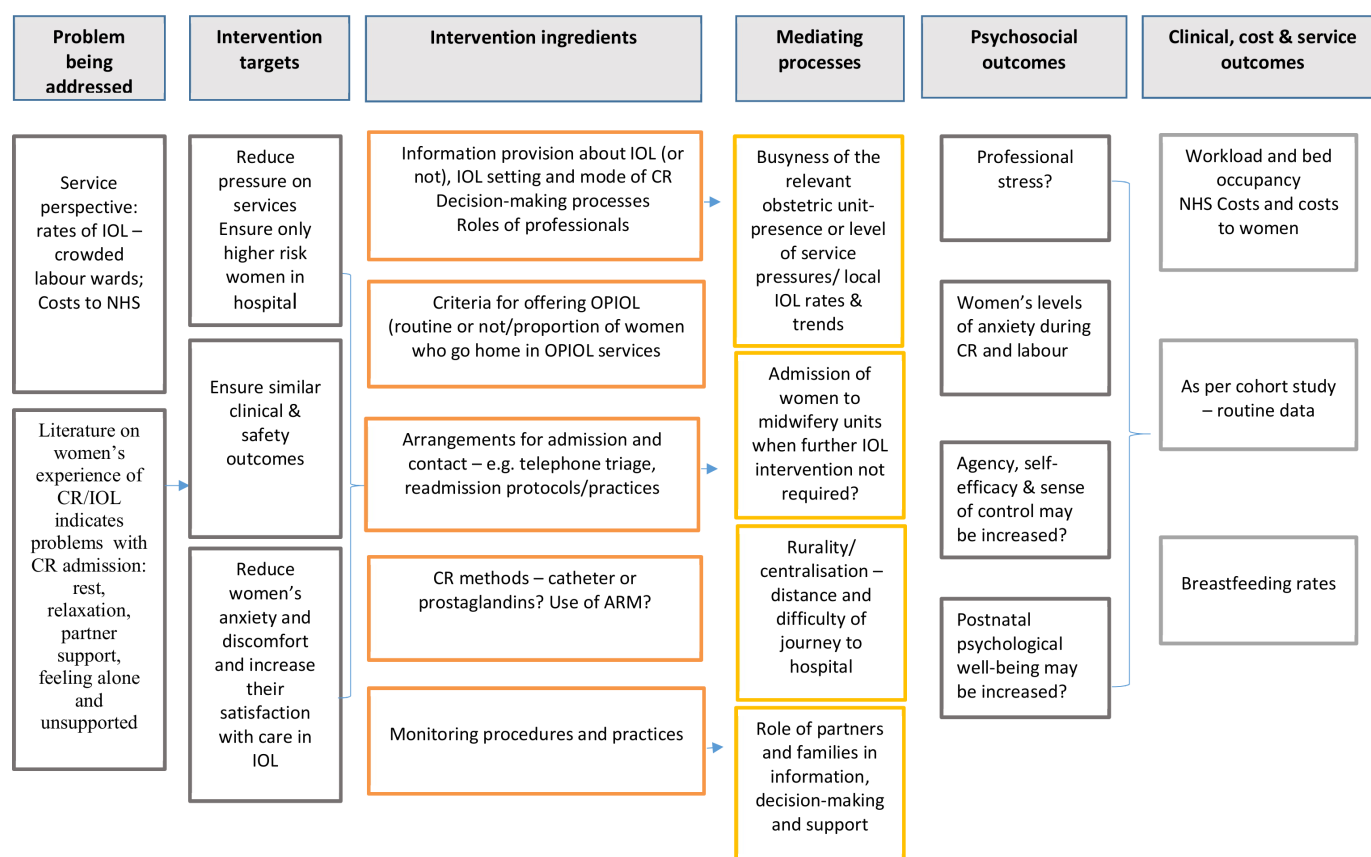 Problem
being
addressed
Intervention
targets
Intervention ingredients
Mediating
processes
Psychosocial
outcomes
Clinical, cost & service
outcomes
Service
perspective:
rates of IOL –
crowded
labour wards;
Costs to NHS
Literature on
women’s
experience of
CR/IOL
indicates
problems with
CR admission:
rest,
relaxation,
partner
support,
feeling alone
and
unsupported
Reduce
pressure on
services
Ensure only
higher risk
women in
hospital
Ensure similar
clinical &
safety
outcomes
Reduce
women’s
anxiety and
discomfort
and increase
their
satisfaction
with care in
IOL
Information provision about IOL (or
not), IOL setting and mode of CR
Decision-making processes
Roles of professionals
Criteria for offering OPIOL
(routine or not/proportion of women
who go home in OPIOL services
Arrangements for admission and
contact – e.g. telephone triage,
readmission protocols/practices
CR methods – catheter or
prostaglandins? Use of ARM?
Monitoring procedures and practices
Busyness of the
relevant
obstetric unit-
presence or level
of service
pressures/ local
IOL rates &
trends
Admission of
women to
midwifery units
when further IOL
intervention not
required?
Rurality/
centralisation –
distance and
difficulty of
journey to
hospital
Role of partners
and families in
information,
decision-making
and support
Professional
stress?
Women’s levels
of anxiety during
CR and labour
Agency, self-
efficacy & sense
of control may
be increased?
Postnatal
psychological
well-being may
be increased?
Workload and bed
occupancy
NHS Costs and costs
to women
As per cohort study
– routine data
Breastfeeding rates